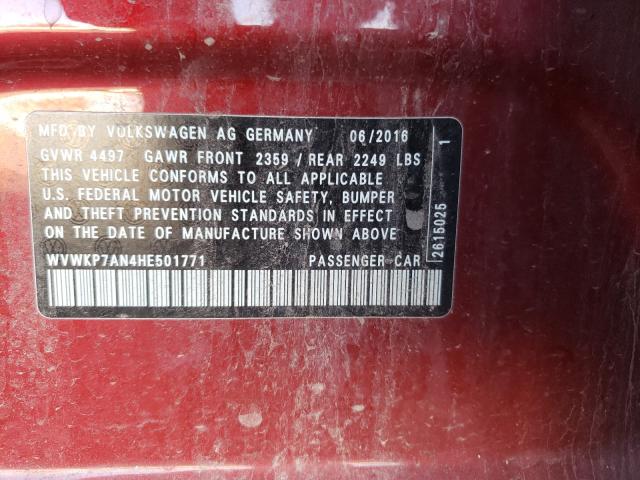 MFD BY VOLKSWAGEN AG GERMANY 06/2016
GVWR 4497 GAWR FRONT 2359 / REAR 2249 LBS
THIS VEHICLE CONFORMS TO ALL APPLICABLE
U.S. FEDERAL MOTOR VEHICLE SAFETY, BUMPER
AND THEFT PREVENTION STANDARDS IN EFFECT
ON THE DATE OF MANUFACTURE SHOWN ABOVE
WVWKP7AN4HE501771 PASSENGER CAR
2615025 1